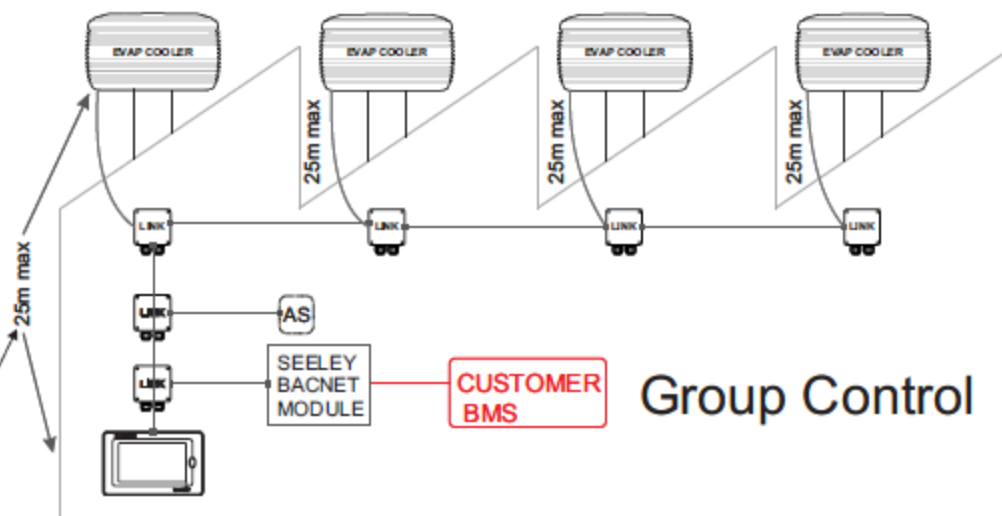 EVAP COOLER
EVAP COOLER
EVAP COOLER
EVAP COOLER
25m max
25m max
25m max
LINK
LINK
LINK
LINK
25m max
LINK
AS
LINK
SEELEY
BACNET
MODULE
CUSTOMER
BMS
Group Control